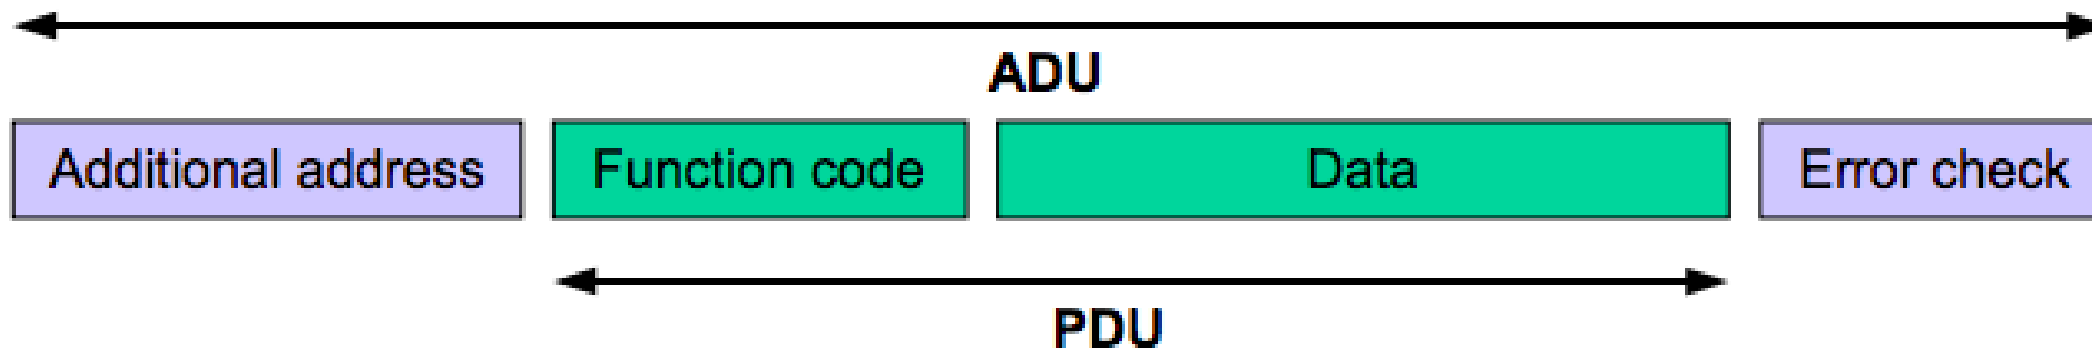 ADU
Additional address Function code Data Error check
PDU